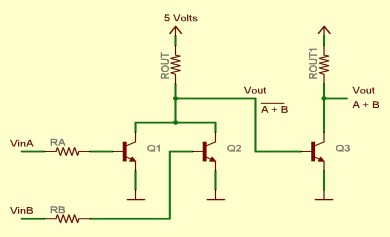 5 Volts
ROUT
ROUT1
Vout
A + B
Vout
A + B
VinA
RA
Q1
Q2
Q3
VinB
RB